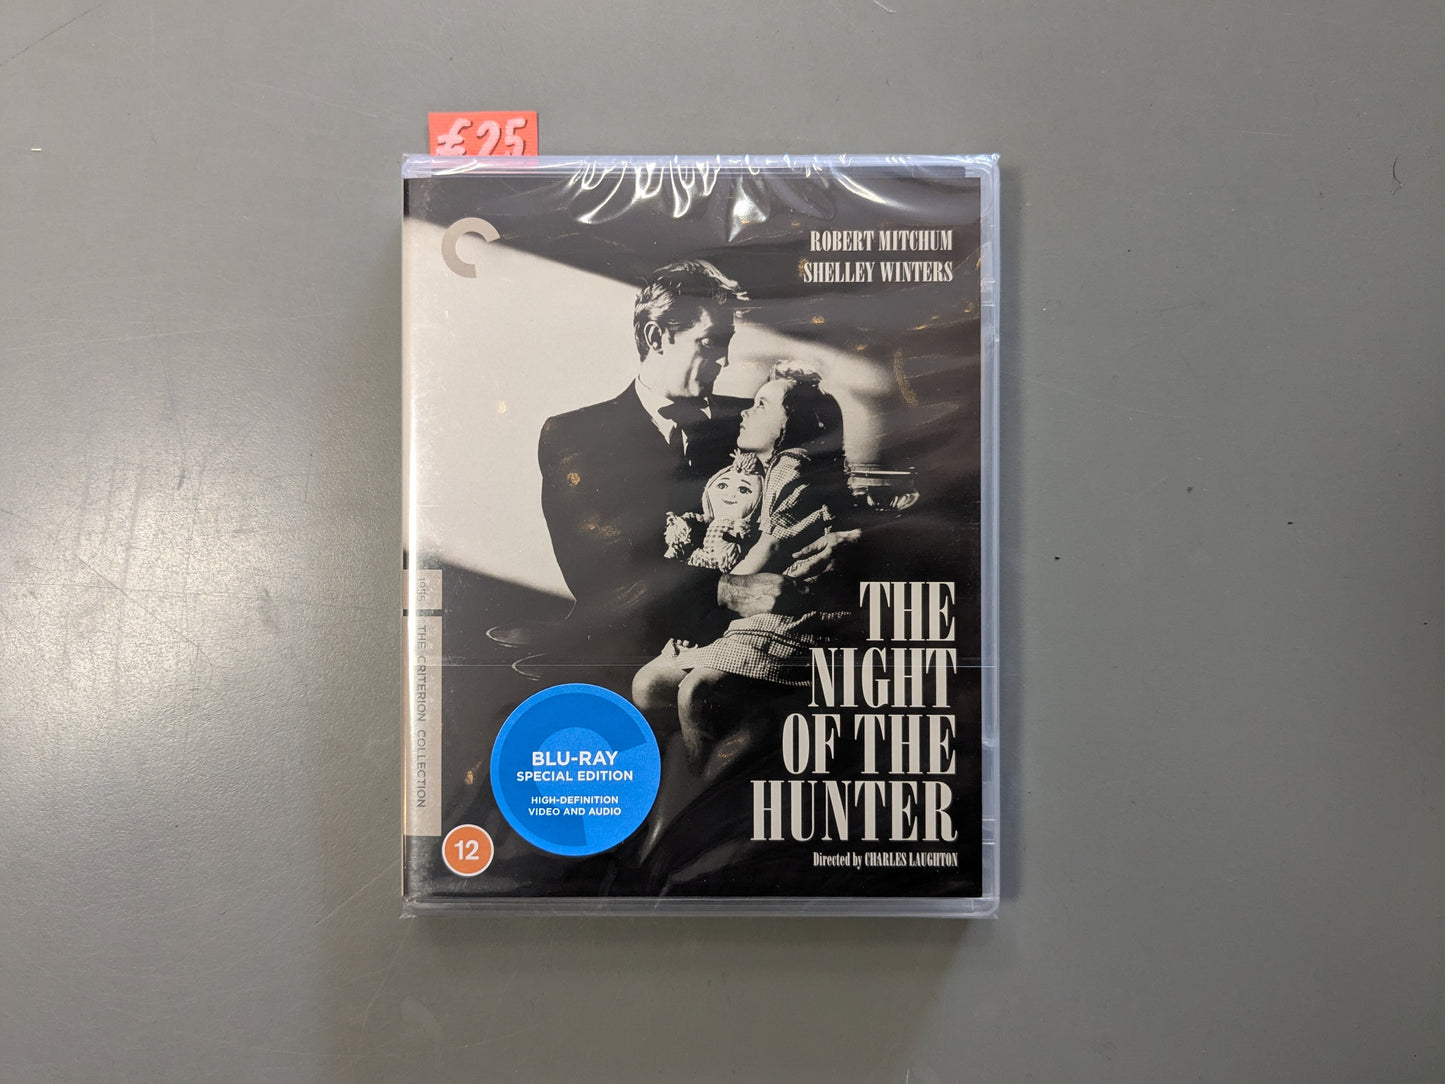 £25
ROBERT MITCHUM
SHELLEY WINTERS
THE
NIGHT
OF THE
HUNTER
Directed by CHARLES LAUGHTON
1955 THE CRITERION COLLECTION
BLU-RAY
SPECIAL EDITION
HIGH-DEFINITION
VIDEO AND AUDIO
12